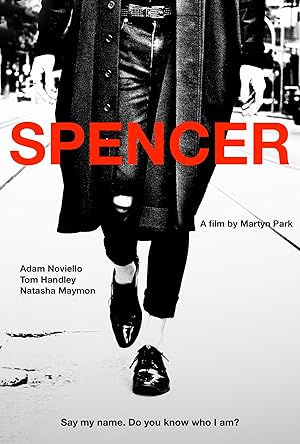 SPENCER
A film by Martyn Park
Adam Noviello
Tom Handley
Natasha Maymon
Say my name. Do you know who I am?